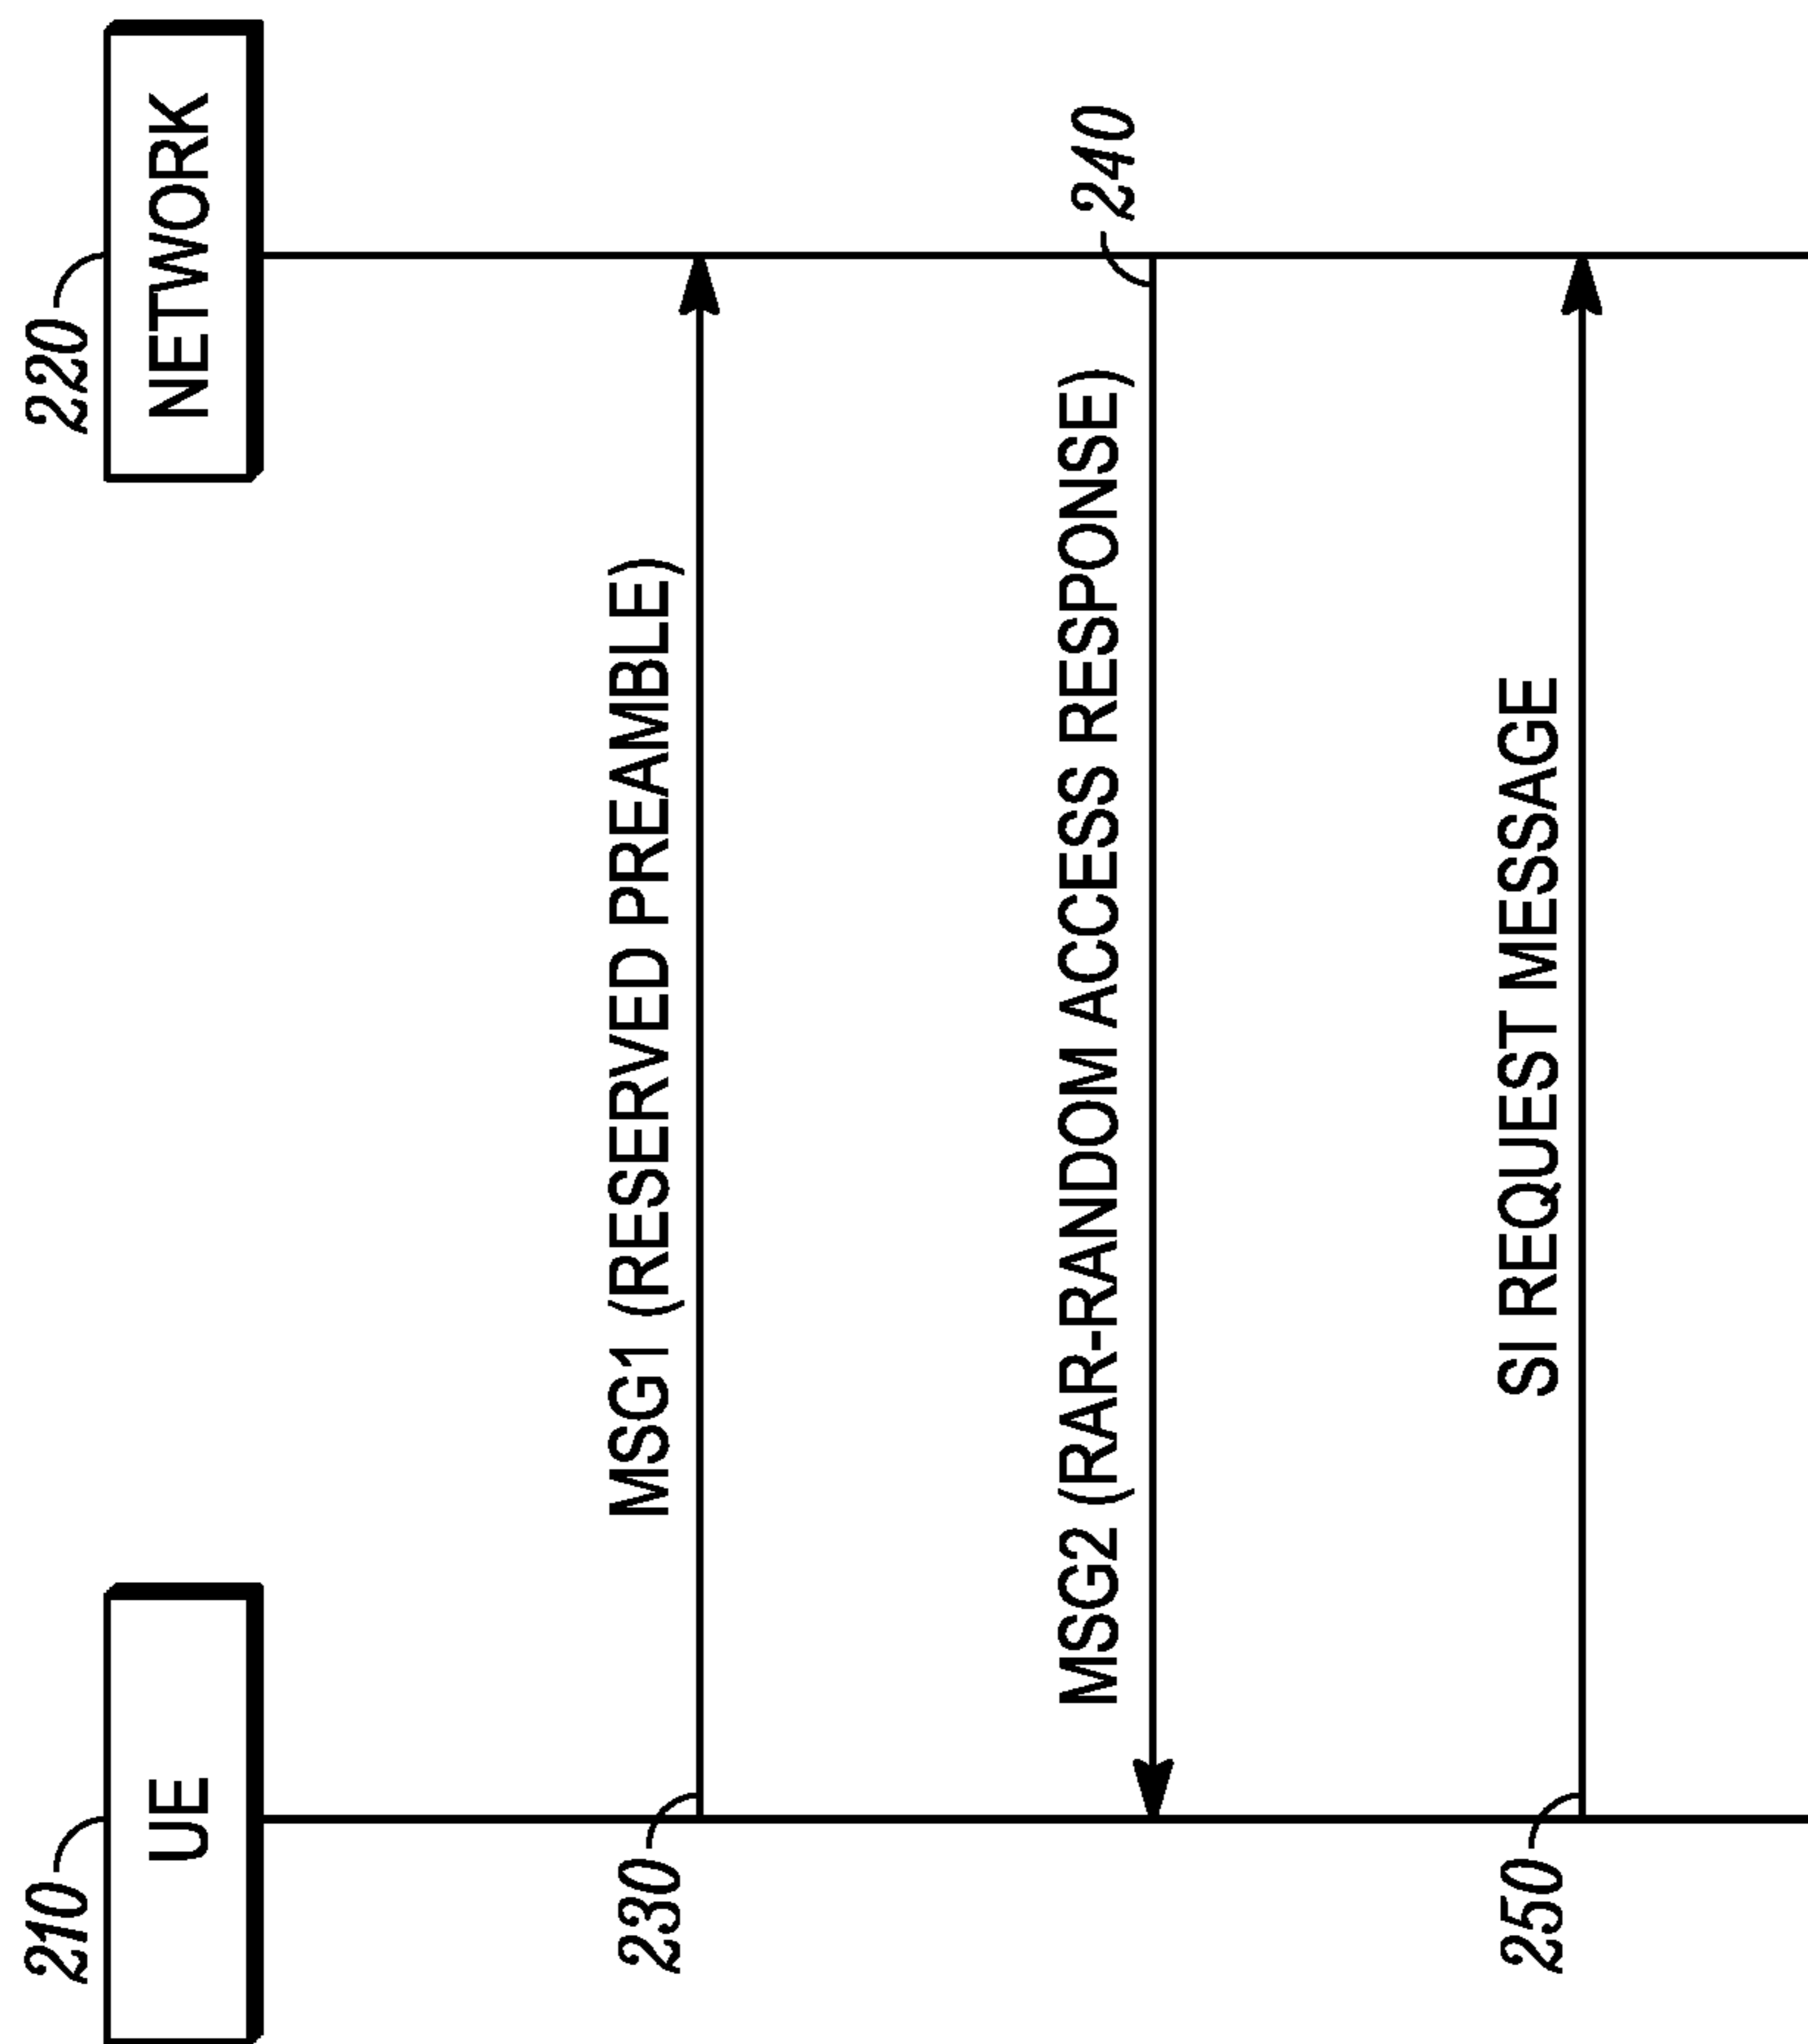 210
UE
220
NETWORK
230
MSG1 (RESERVED PREAMBLE)
MSG2 (RAR-RANDOM ACCESS RESPONSE)
240
250
SI REQUEST MESSAGE